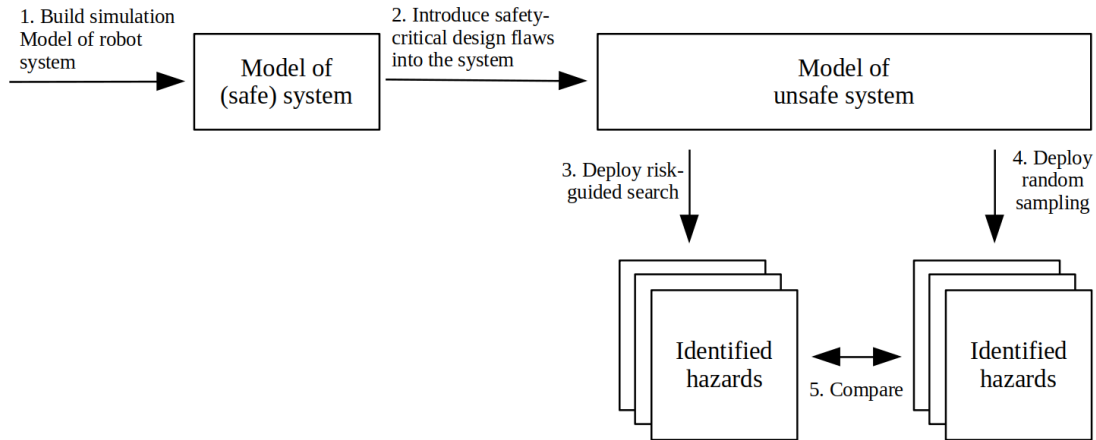 1. Build simulation
Model of robot
system
Model of
(safe) system
2. Introduce safety-
critical design flaws
into the system
Model of
unsafe system
3. Deploy risk-
guided search
4. Deploy
random
sampling
Identified
hazards
5. Compare
Identified
hazards